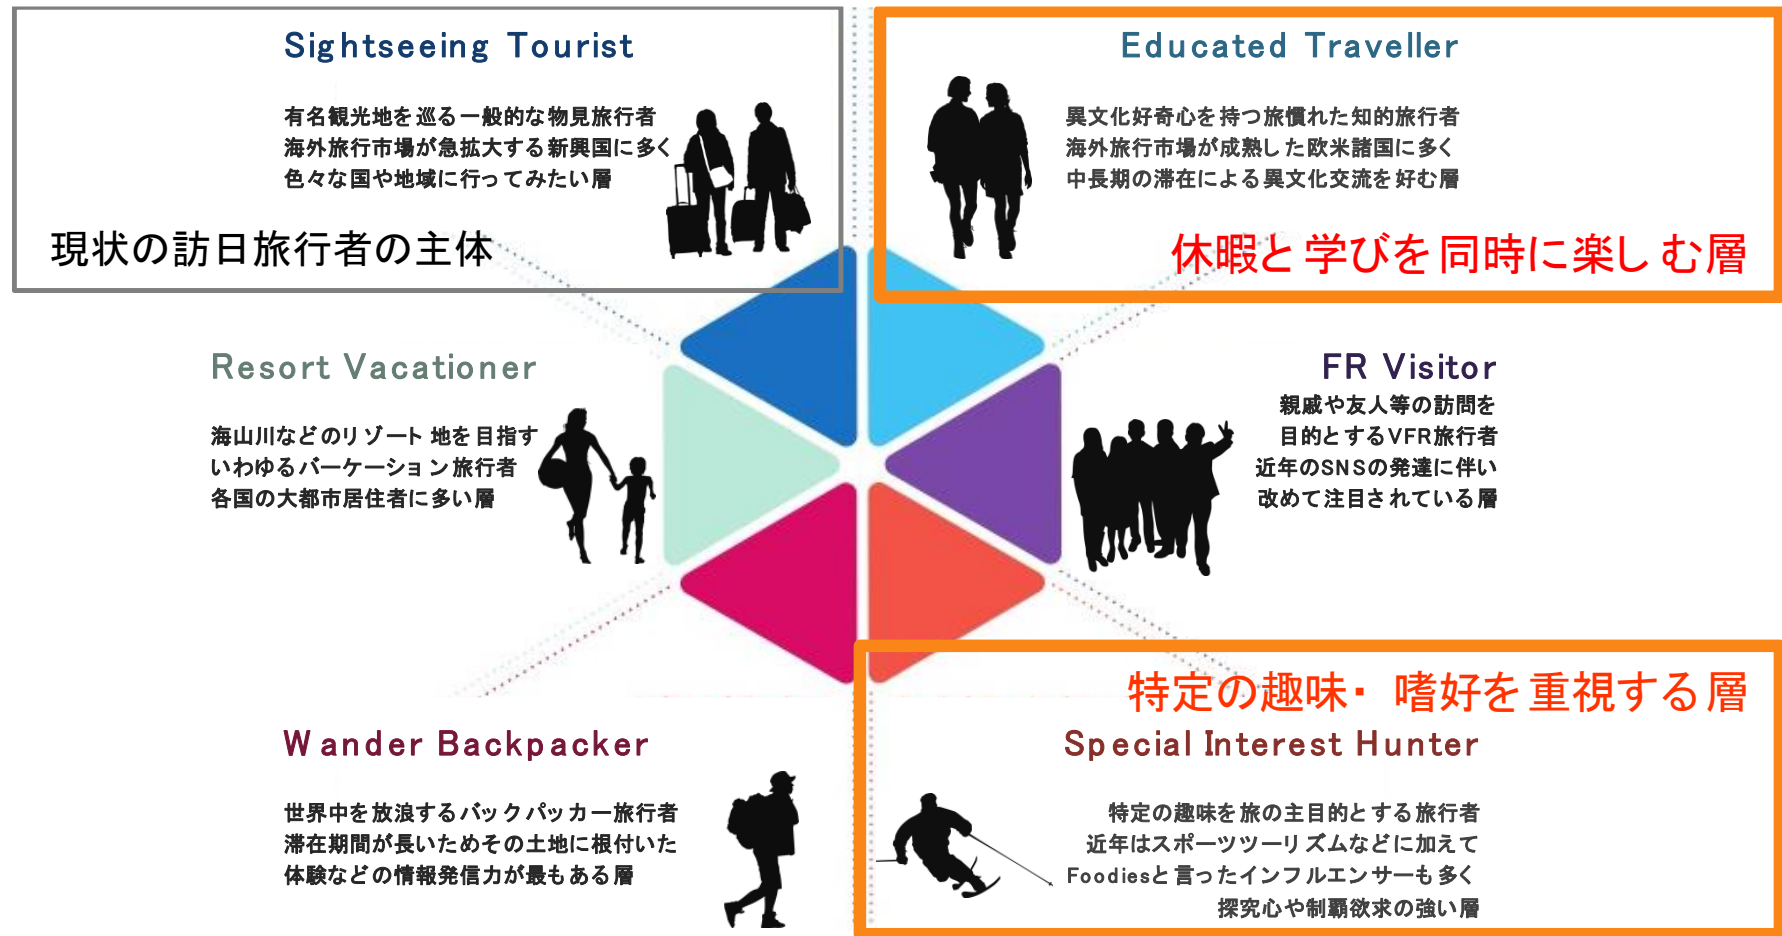 Sightseeing Tourist
有名観光地を巡る一般的な物見旅行者
海外旅行市場が急拡大する新興国に多く
色々な国や地域に行ってみたい層
現状の訪日旅行者の主体
Educated Traveller
異文化好奇心を持つ旅慣れた知的旅行者
海外旅行市場が成熟した欧米諸国に多く
中長期の滞在による異文化交流を好む層
休暇と学びを同時に楽しむ層
Resort Vacationer
海山川などのリゾート地を目指す
いわゆるバーケーション旅行者
各国の大都市居住者に多い層
FR Visitor
親戚や友人等の訪問を
目的とするVFR旅行者
近年のSNSの発達に伴い
改めて注目されている層
Wander Backpacker
世界中を放浪するバックパッカー旅行者
滞在期間が長いためその土地に根付いた
体験などの情報発信力が最もある層
特定の趣味・嗜好を重視する層
Special Interest Hunter
特定の趣味を旅の主目的とする旅行者
近年はスポーツツーリズムなどに加えて
Foodiesと言ったインフルエンサーも多く
探究心や制覇欲求の強い層